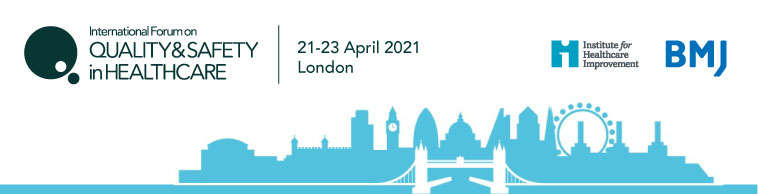 International Forum on
QUALITY&SAFETY
in HEALTHCARE
21-23 April 2021
London
Institute for
Healthcare
Improvement
BMJ